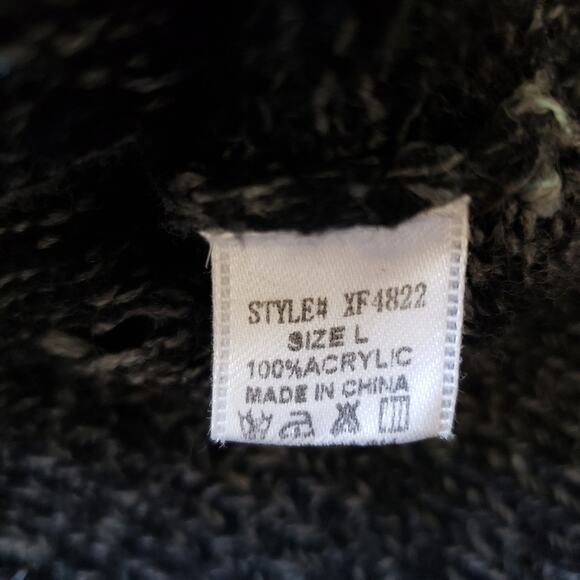 STYLE# XF4822
SIZE L
100%ACRYLIC
MADE IN CHINA